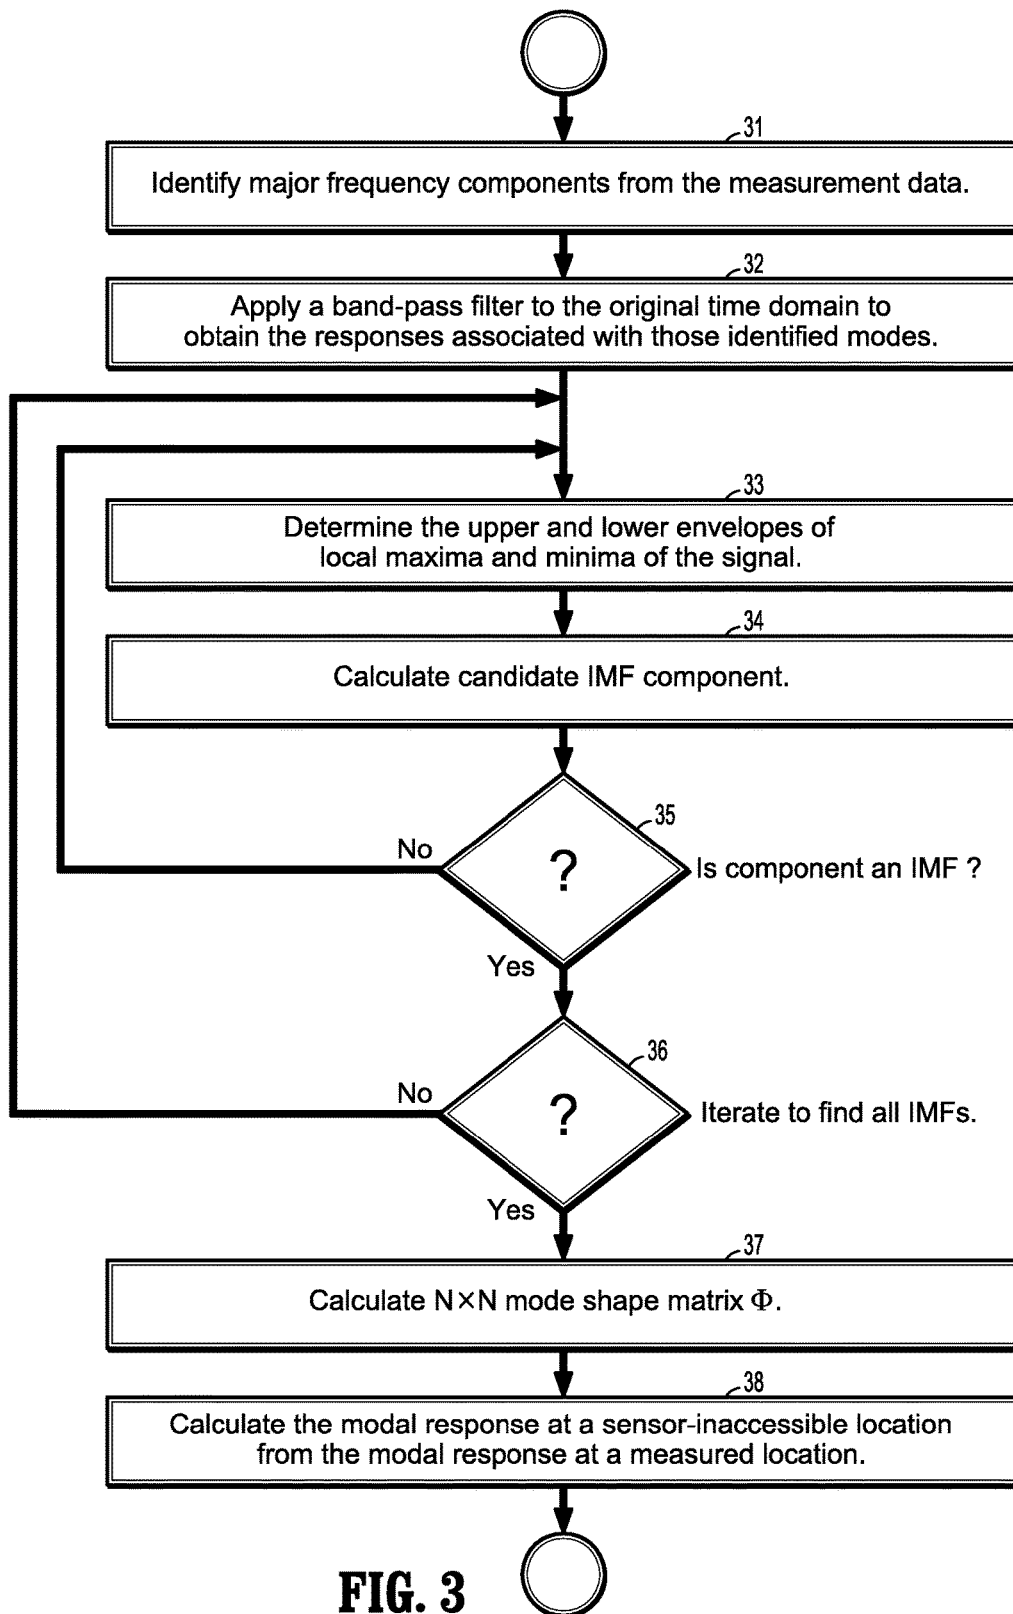 31
Identify major frequency components from the measurement data.
32
Apply a band-pass filter to the original time domain to
obtain the responses associated with those identified modes.
33
Determine the upper and lower envelopes of
local maxima and minima of the signal.
34
Calculate candidate IMF component.
35
No
?
Is component an IMF ?
Yes
36
No
?
Iterate to find all IMFs.
Yes
37
Calculate N×N mode shape matrix Φ.
38
Calculate the modal response at a sensor-inaccessible location
from the modal response at a measured location.
FIG. 3